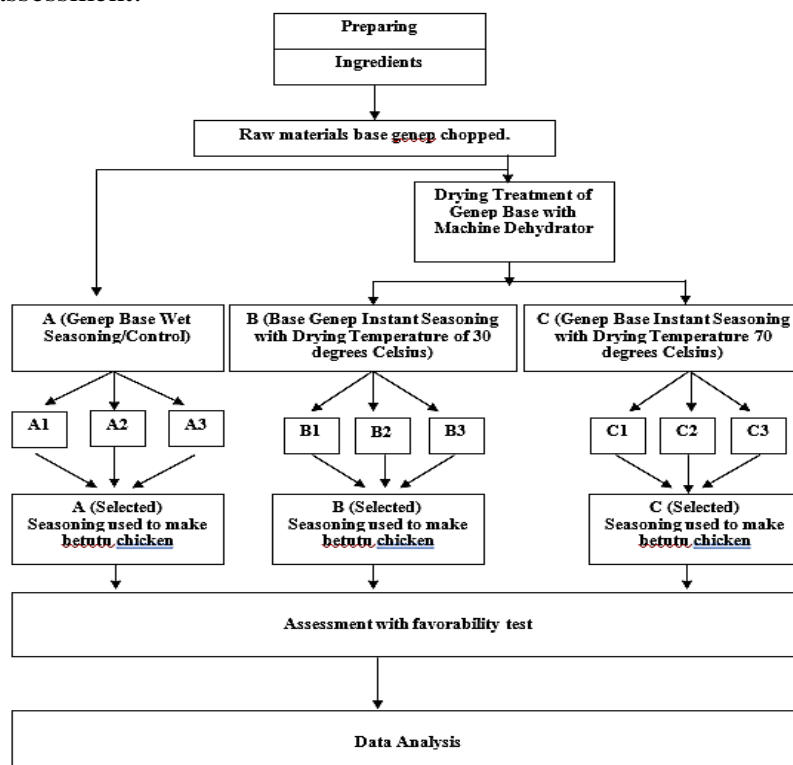 Assessment.
Preparing
Ingredients
Raw materials base genep chopped.
Drying Treatment of
Genep Base with
Machine Dehydrator
A (Genep Base Wet
Seasoning/Control)
B (Base Genep Instant Seasoning
with Drying Temperature of 30
degrees Celsius)
C (Genep Base Instant Seasoning
with Drying Temperature 70
degrees Celsius)
A1
A2
A3
B1
B2
B3
C1
C2
C3
A (Selected)
Seasoning used to make
betutu chicken
B (Selected)
Seasoning used to make
betutu chicken
C (Selected)
Seasoning used to make
betutu chicken
Assessment with favorability test
Data Analysis